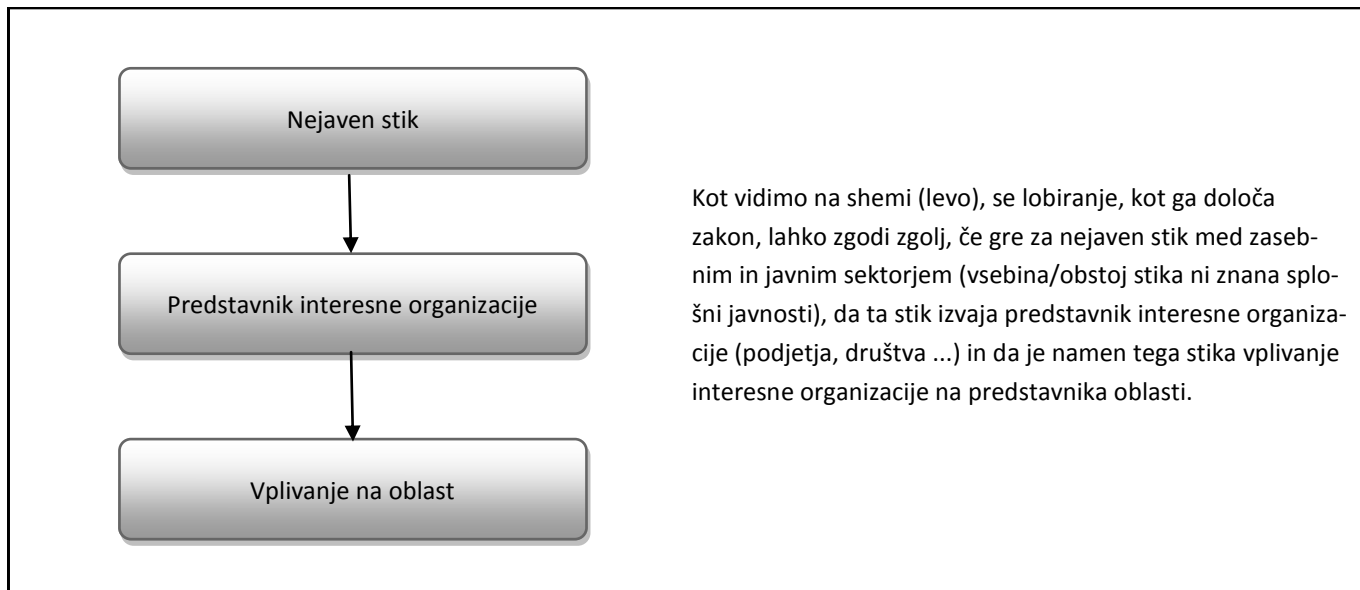 Nejaven stik
Predstavnik interesne organizacije
Vplivanje na oblast
Kot vidimo na shemi (levo), se lobiranje, kot ga določa
zakon, lahko zgodi zgolj, če gre za nejaven stik med zaseb-
nim in javnim sektorjem (vsebina/obstoj stika ni znana splo-
šni javnosti), da ta stik izvaja predstavnik interesne organiza-
cije (podjetja, društva ...) in da je namen tega stika vplivanje
interesne organizacije na predstavnika oblasti.